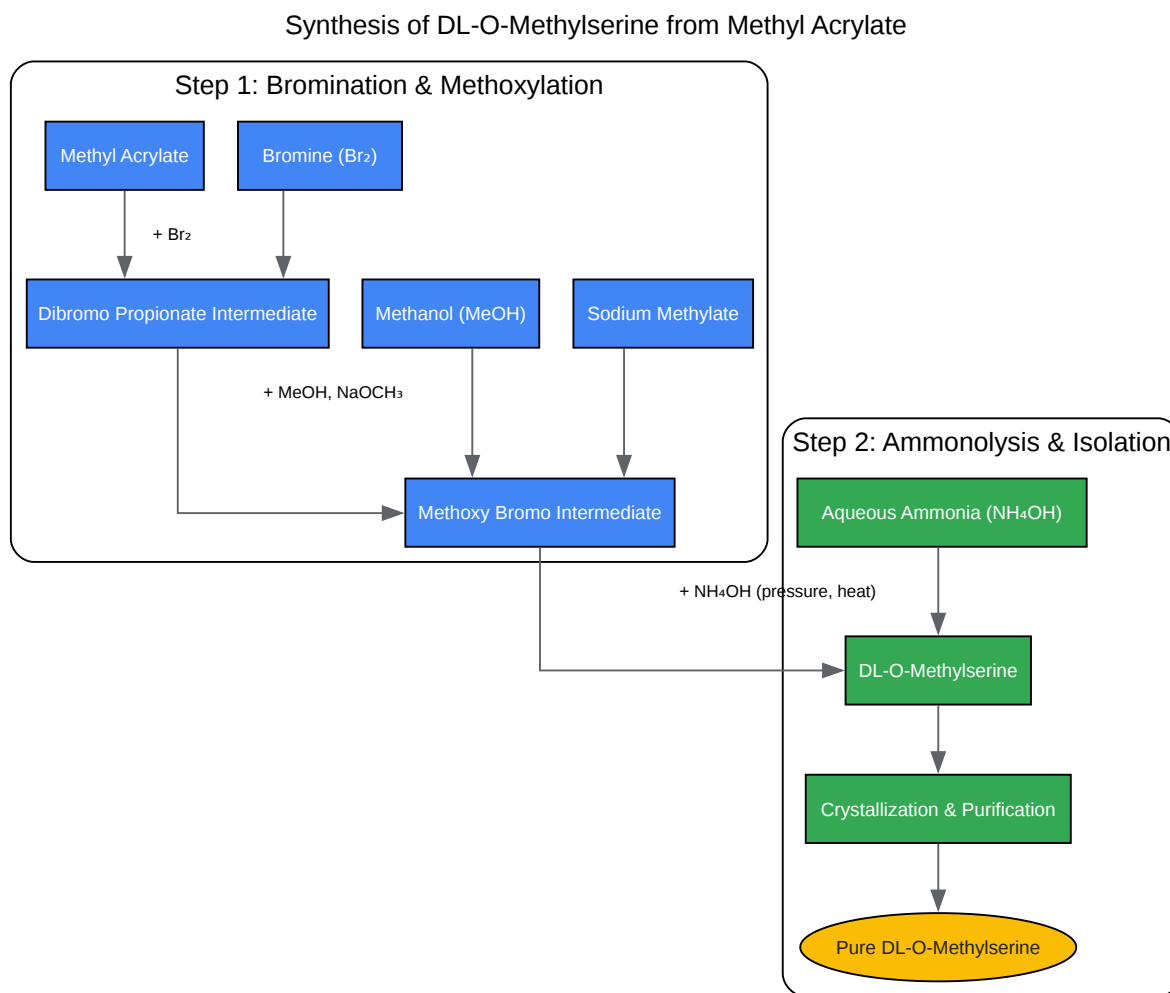 Synthesis of DL-O-Methylserine from Methyl Acrylate
Step 1: Bromination & Methoxylation
Methyl Acrylate
Bromine (Br₂)
+ Br₂
Dibromo Propionate Intermediate
Methanol (MeOH)
Sodium Methylate
+ MeOH, NaOCH₃
Methoxy Bromo Intermediate
Step 2: Ammonolysis & Isolation
Aqueous Ammonia (NH₄OH)
+ NH₄OH (pressure, heat)
DL-O-Methylserine
Crystallization & Purification
Pure DL-O-Methylserine